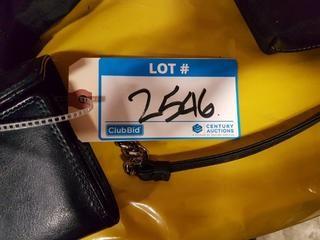 LOT #
2546
ClubBid
CENTURY
AUCTIONS